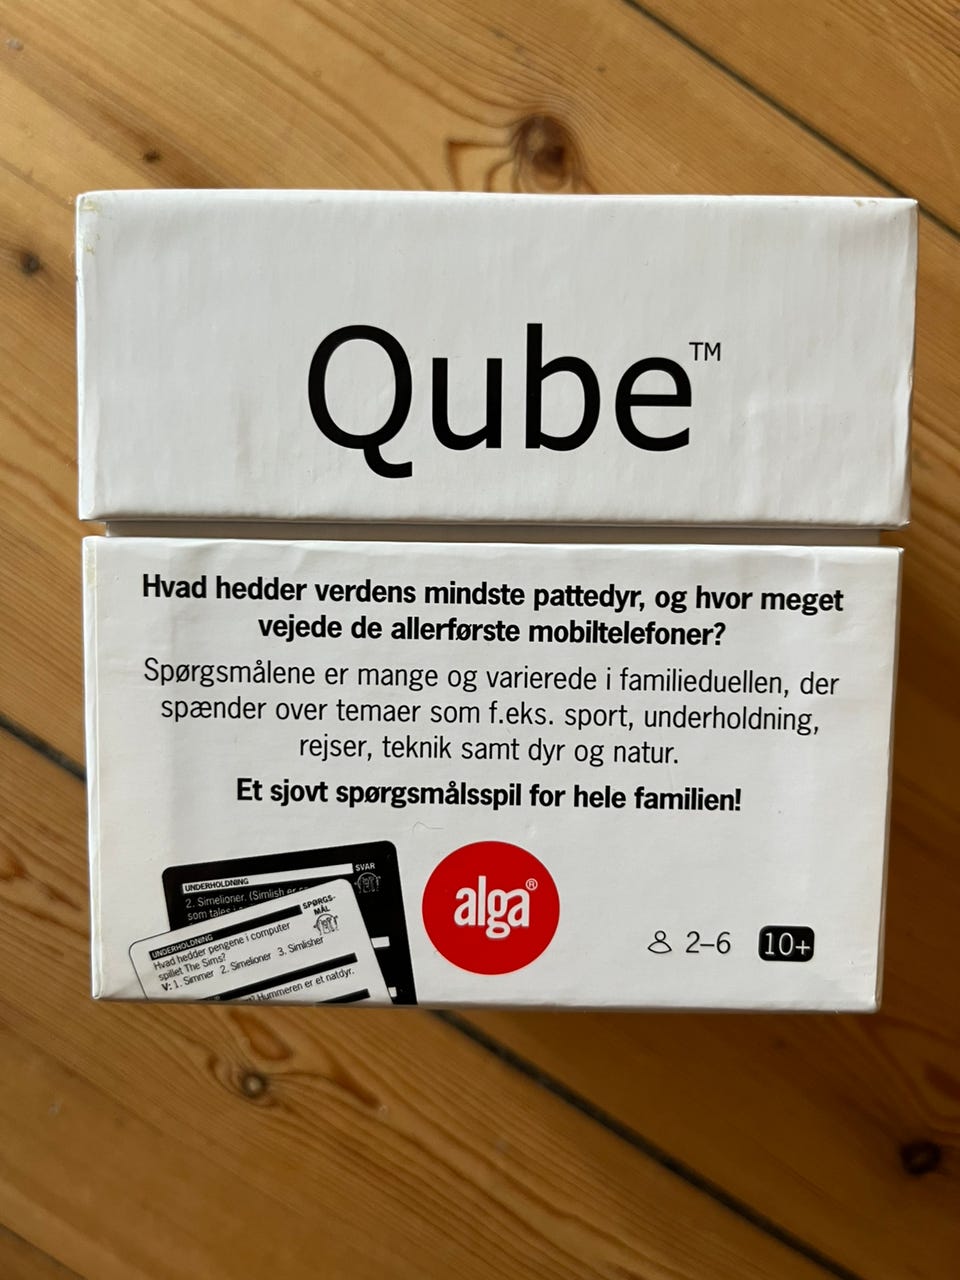 Qube™
Hvad hedder verdens mindste pattedyr, og hvor meget
vejede de allerførste mobiltelefoner?
Spørgsmålene er mange og varierede i familieduellen, der
spænder over temaer som f.eks. sport, underholdning,
rejser, teknik samt dyr og natur.
Et sjovt spørgsmålsspil for hele familien!
SVAR
UNDERHOLDNING
2. Simelioner. (Simlish er
som tales i
SPØRGS-
MÅL
UNDERHOLDNING
Hvad hedder pengene i computer
spillet The Sims?
V: 1. Simmer 2. Simelioner 3. Simlisher
? Hummeren er et natdyr.
alga®
2–6
10+